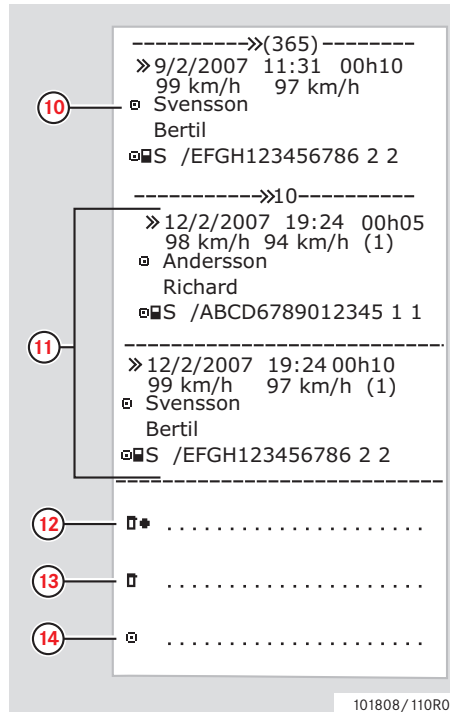 ----------»(365)--------
»9/2/2007 11:31 00h10
99 km/h 97 km/h
10 Svensson
Bertil
S /EFGH123456786 2 2
----------»10-----------
»12/2/2007 19:24 00h05
98 km/h 94 km/h (1)
Andersson
Richard
S /ABCD6789012345 1 1
11
----------------------------
»12/2/2007 19:24 00h10
99 km/h 97 km/h (1)
Svensson
Bertil
S /EFGH123456786 2 2
----------------------------
12 ......................
13 ......................
14 ......................
101808/110R0